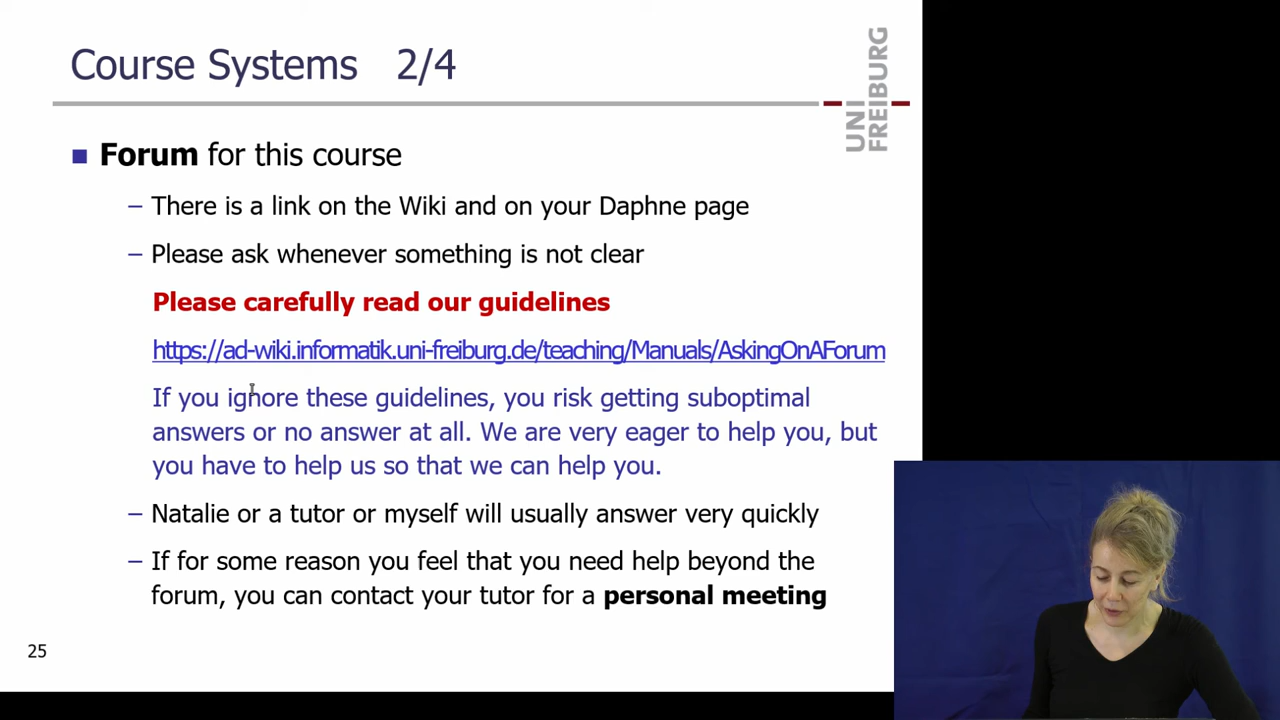 Course Systems 2/4
UNI
FREIBURG
Forum for this course
– There is a link on the Wiki and on your Daphne page
– Please ask whenever something is not clear
Please carefully read our guidelines
https://ad-wiki.informatik.uni-freiburg.de/teaching/Manuals/AskingOnAForum
If you ignore these guidelines, you risk getting suboptimal
answers or no answer at all. We are very eager to help you, but
you have to help us so that we can help you.
– Natalie or a tutor or myself will usually answer very quickly
– If for some reason you feel that you need help beyond the
forum, you can contact your tutor for a personal meeting
25